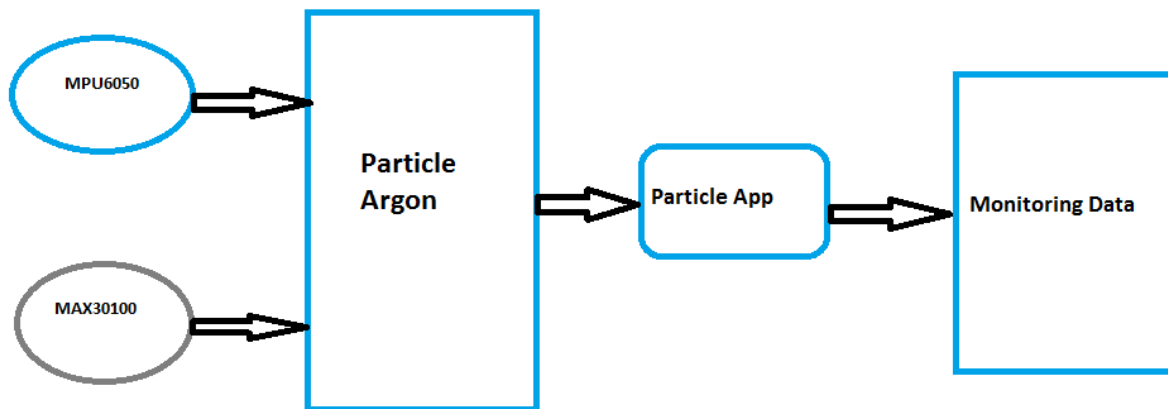 MPU6050
Particle
Argon
Particle App
Monitoring Data
MAX30100